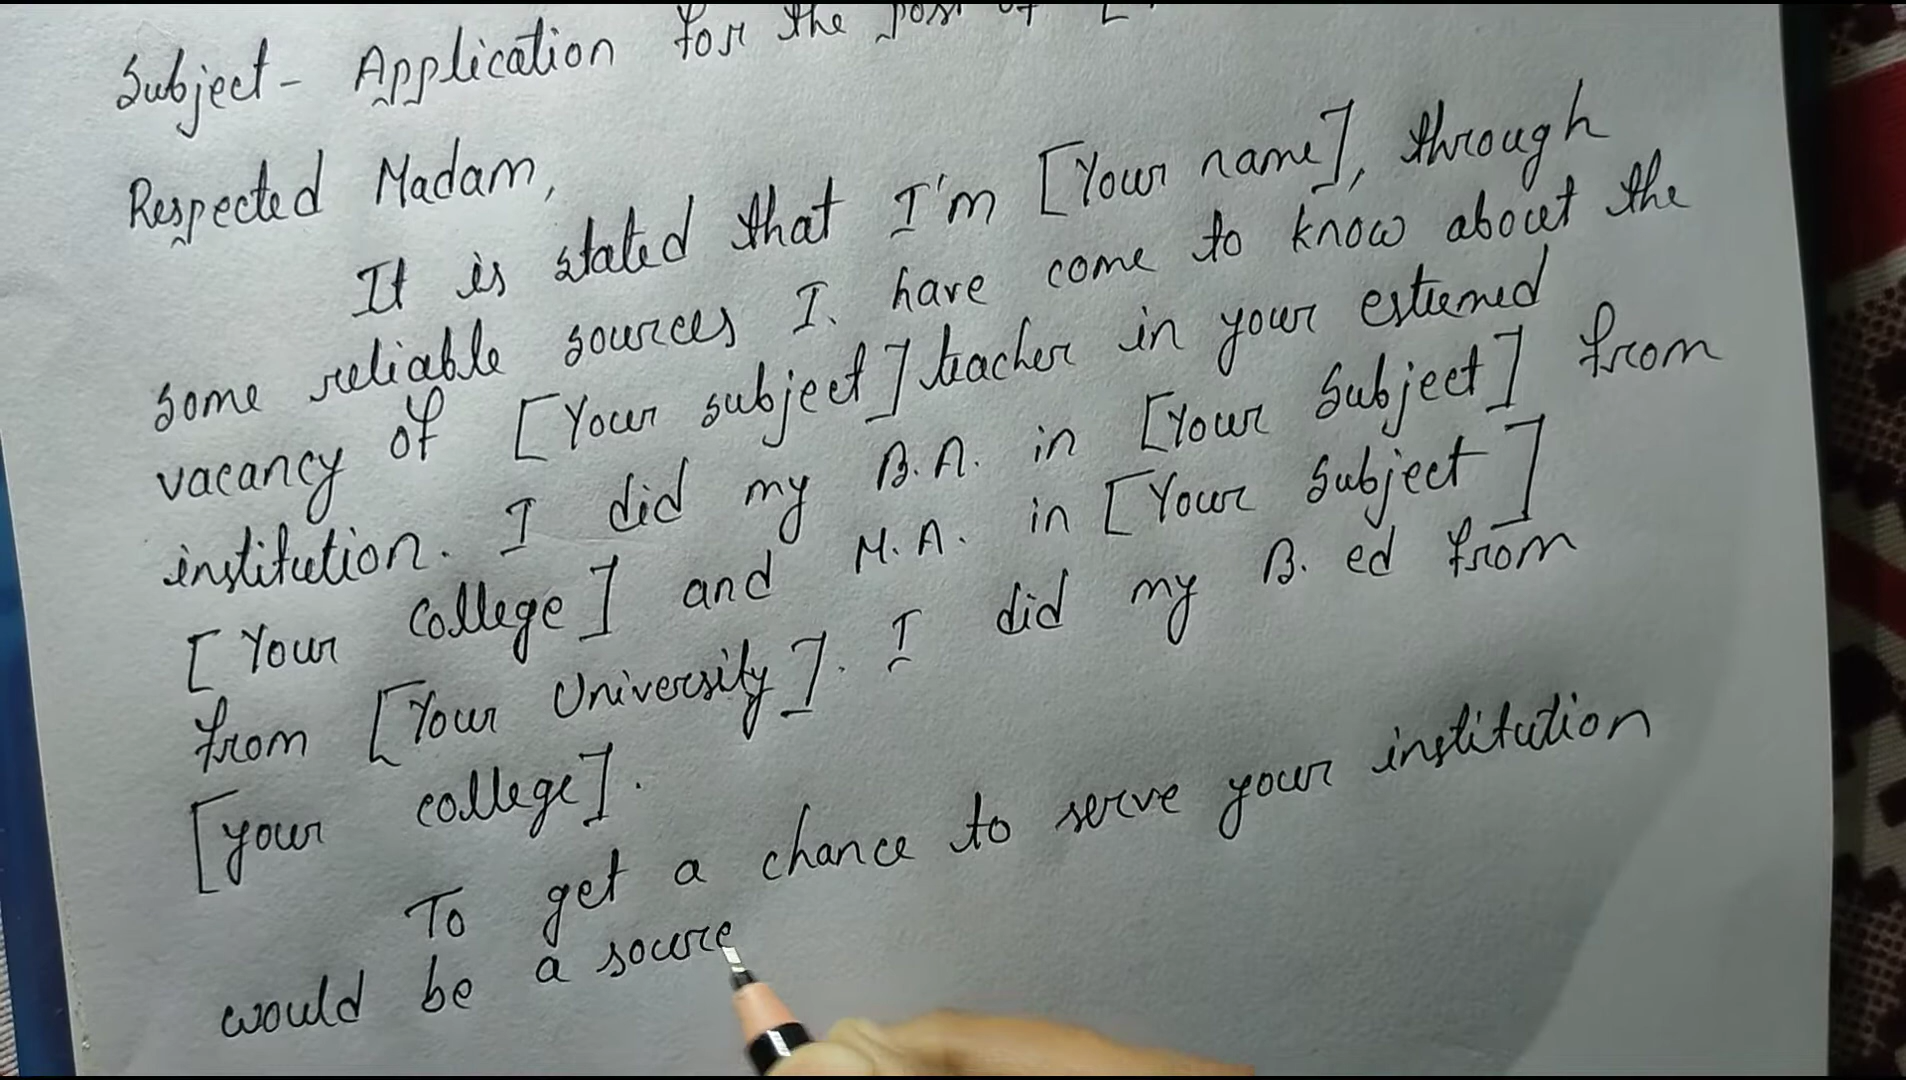 Subject - Application for the post of [
Respected Madam,
It is stated that I'm [Your name], through
some reliable sources I have come to know about the
vacancy of [Your subject] teacher in your esteemed
institution. I did my B.A. in [Your Subject] from
[Your College] and M.A. in [Your Subject]
from [Your University]. I did my B. ed from
[your college].
To get a chance to serve your institution
would be a source